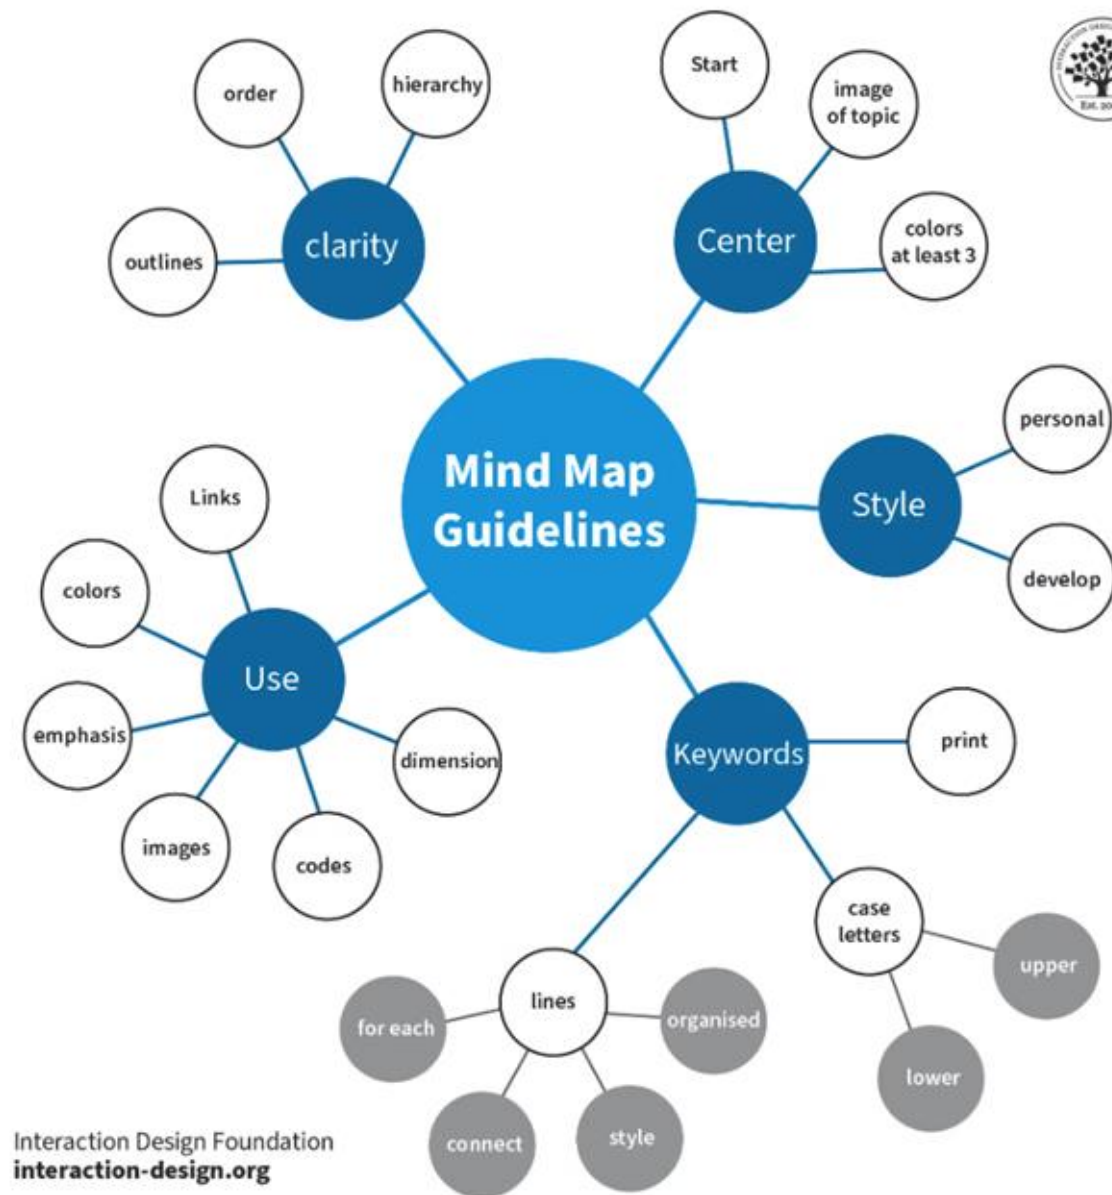 order
hierarchy
outlines
clarity
Start
image
of topic
colors
at least 3
Center
Est. 20
Mind Map
Guidelines
personal
Style
develop
Links
colors
emphasis
images
codes
dimension
Use
Keywords
print
case
letters
upper
lower
lines
for each
connect
style
organised
Interaction Design Foundation
interaction-design.org